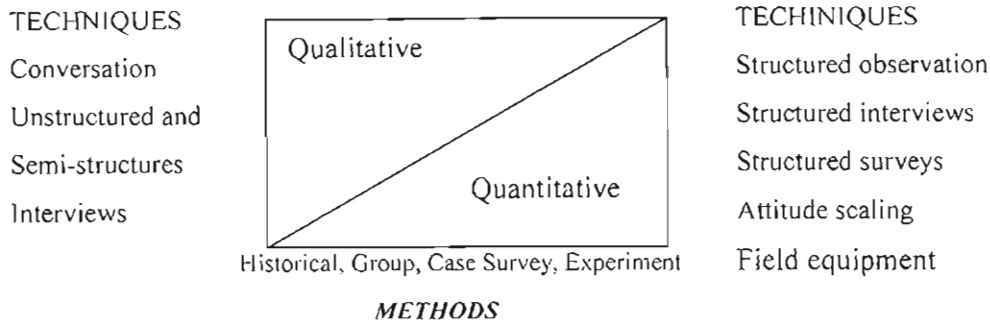 TECHNIQUES
Conversation
Unstructured and
Semi-structures
Interviews
Qualitative
Quantitative
Historical, Group, Case Survey, Experiment
METHODS
TECHINIQUES
Structured observation
Structured interviews
Structured surveys
Attitude scaling
Field equipment